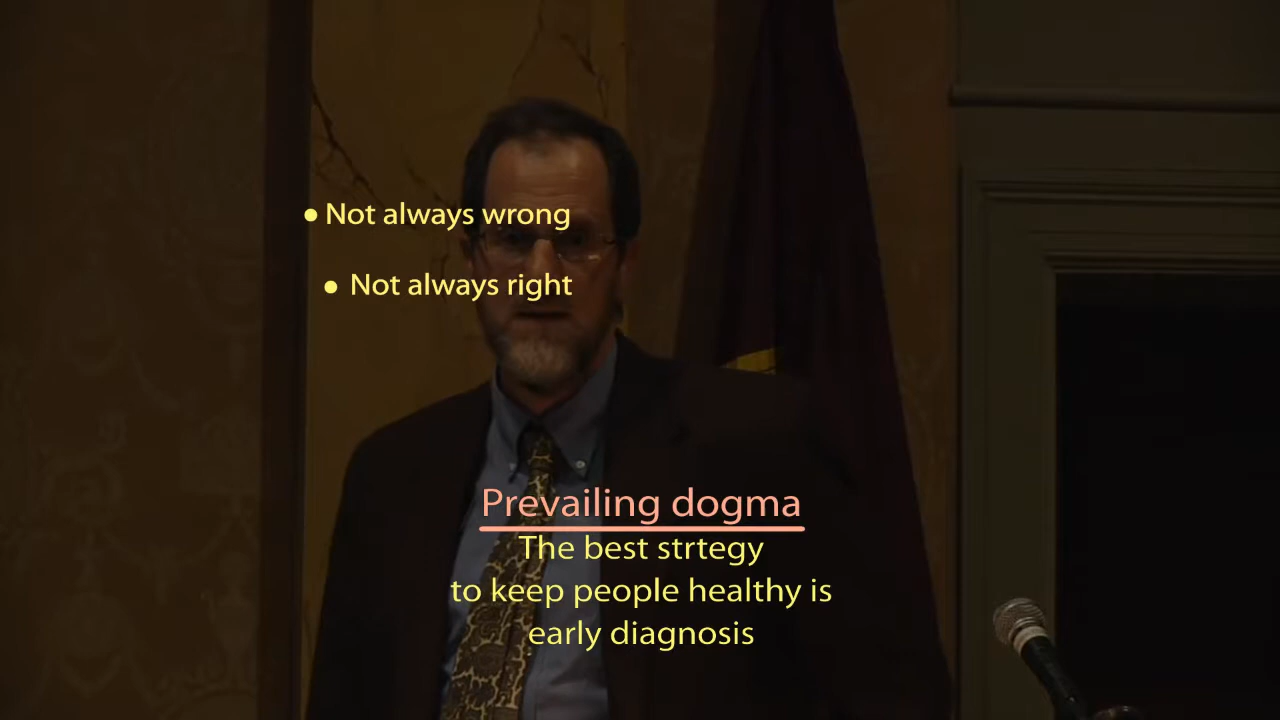 • Not always wrong
• Not always right
Prevailing dogma
The best strtegy
to keep people healthy is
early diagnosis